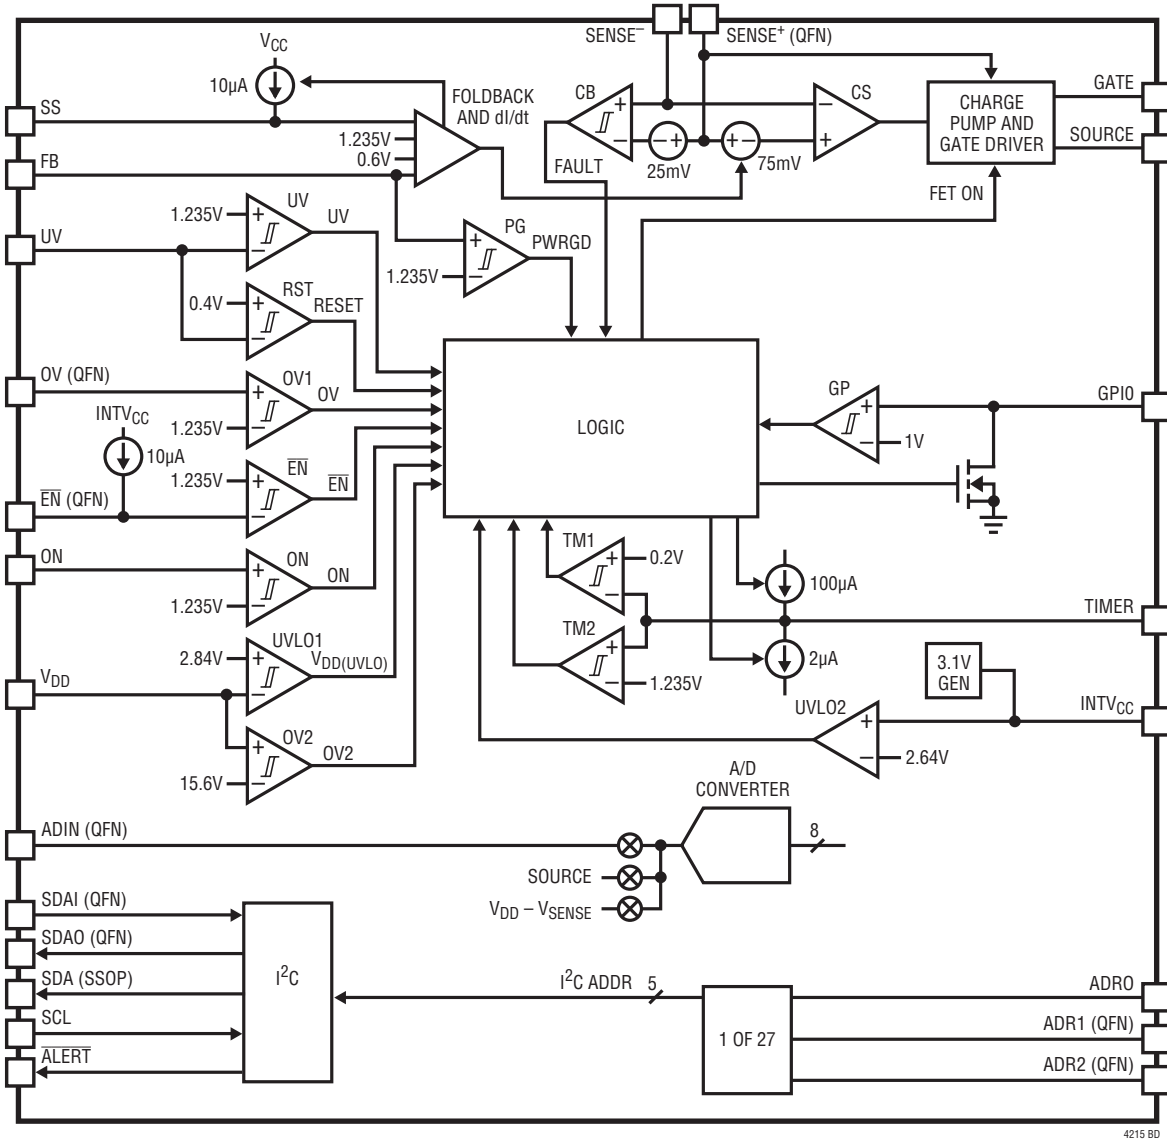 SENSE– SENSE+ (QFN)
VCC
10µA
SS
FOLDBACK
AND dI/dt
1.235V
0.6V
FB
CB
CS
25mV
75mV
FAULT
CHARGE
PUMP AND
GATE DRIVER
GATE
SOURCE
FET ON
1.235V
UV
UV
UV
PG
PWRGD
1.235V
0.4V
RST
RESET
OV (QFN)
OV1
OV
1.235V
INTVCC
10µA
1.235V
EN
EN
EN (QFN)
LOGIC
GP
1V
GPI0
ON
ON
ON
1.235V
TM1
0.2V
100µA
TIMER
TM2
1.235V
2µA
UVLO1
2.84V
VDD(UVLO)
VDD
3.1V
GEN
INTVCC
UVLO2
2.64V
OV2
OV2
15.6V
A/D
CONVERTER
8
ADIN (QFN)
SOURCE
VDD – VSENSE
SDAI (QFN)
SDAO (QFN)
SDA (SSOP)
SCL
ALERT
I2C
I2C ADDR 5
1 OF 27
ADRO
ADR1 (QFN)
ADR2 (QFN)
4215 BD